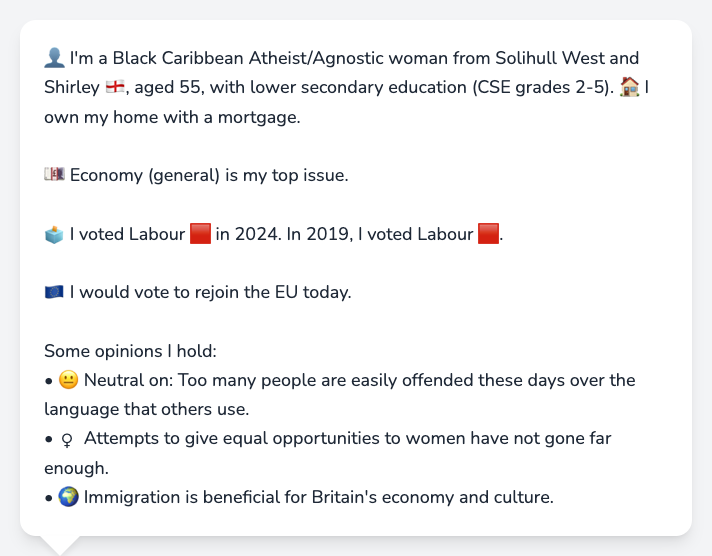 👤 I'm a Black Caribbean Atheist/Agnostic woman from Solihull West and
Shirley 🏴󠁧󠁢󠁥󠁮󠁧󠁿, aged 55, with lower secondary education (CSE grades 2-5). 🏠 I
own my home with a mortgage.
💷 Economy (general) is my top issue.
🗳️ I voted Labour 🟥 in 2024. In 2019, I voted Labour 🟥.
🇪🇺 I would vote to rejoin the EU today.
Some opinions I hold:
• 😐 Neutral on: Too many people are easily offended these days over the
language that others use.
• ♀ Attempts to give equal opportunities to women have not gone far
enough.
• 🌍 Immigration is beneficial for Britain's economy and culture.